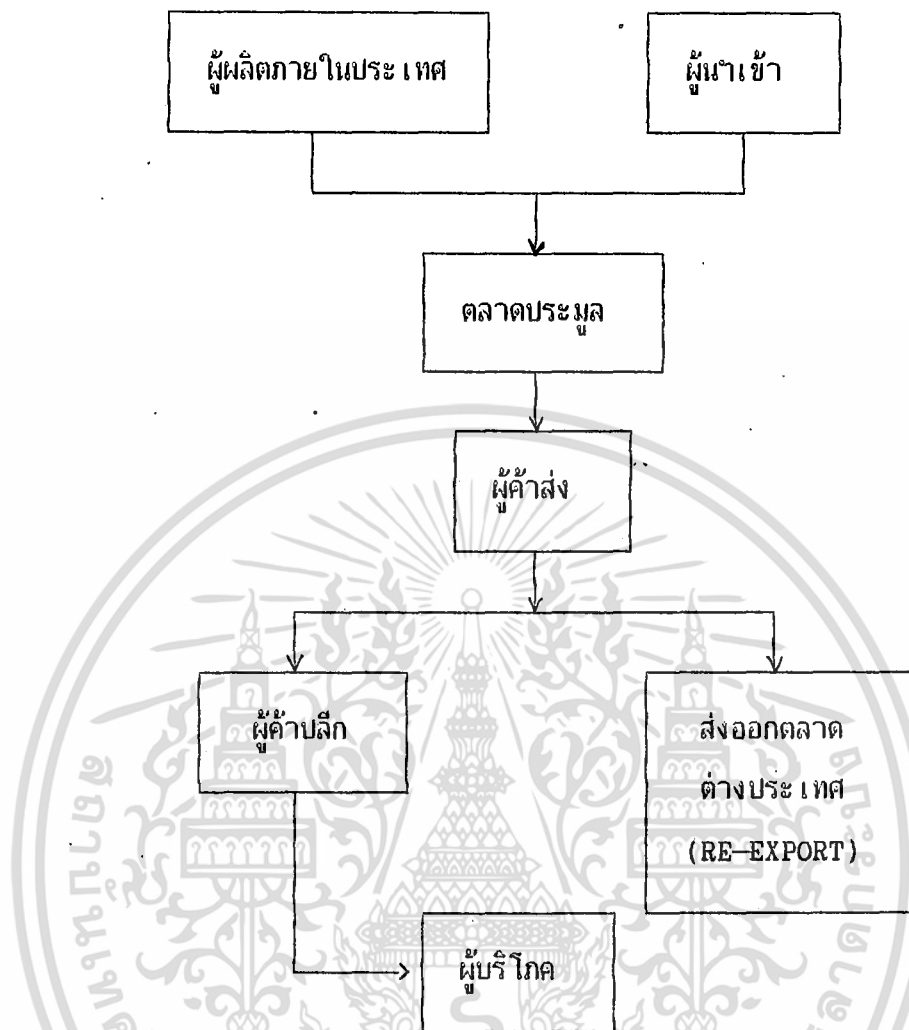 ผู้ผลิตภายในประเทศ
ผู้นำเข้า
ตลาดประมูล
ผู้ค้าส่ง
ผู้ค้าปลีก
ส่งออกตลาด
ต่างประเทศ
(RE-EXPORT)
ผู้บริโภค